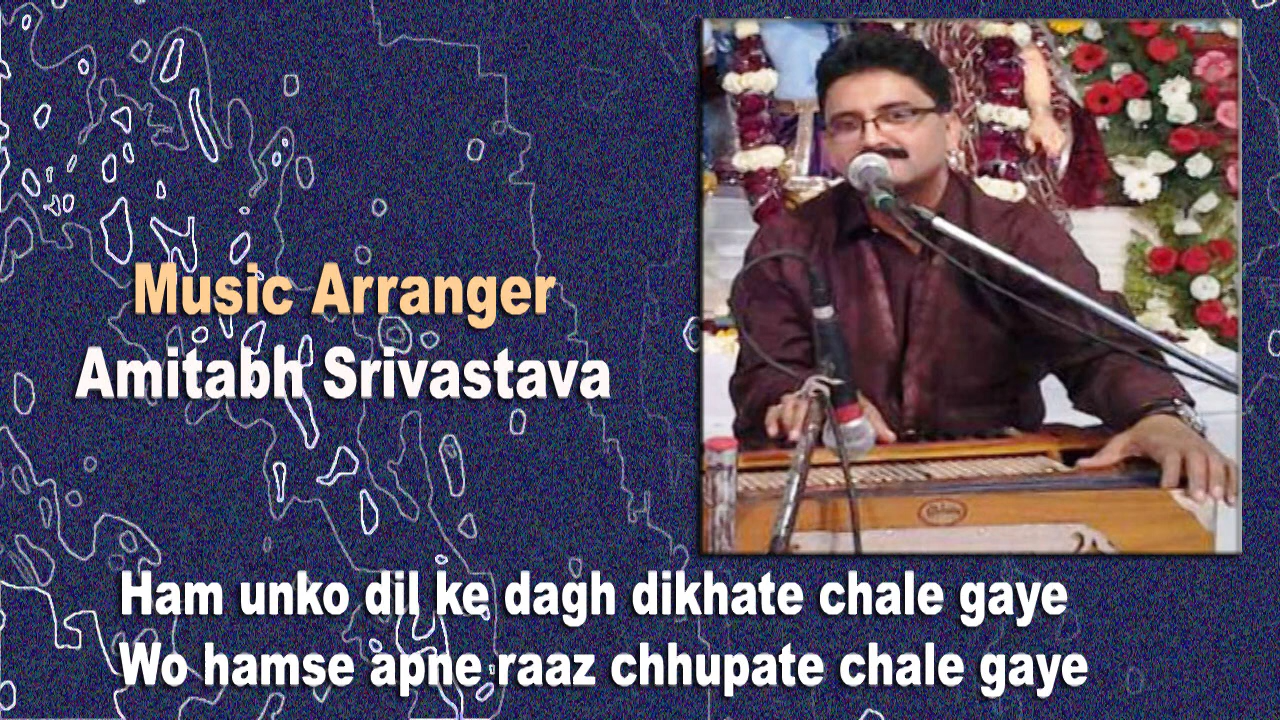 Music Arranger
Amitabh Srivastava
Ham unko dil ke dagh dikhate chale gaye
Wo hamse apne raaz chhupate chale gaye